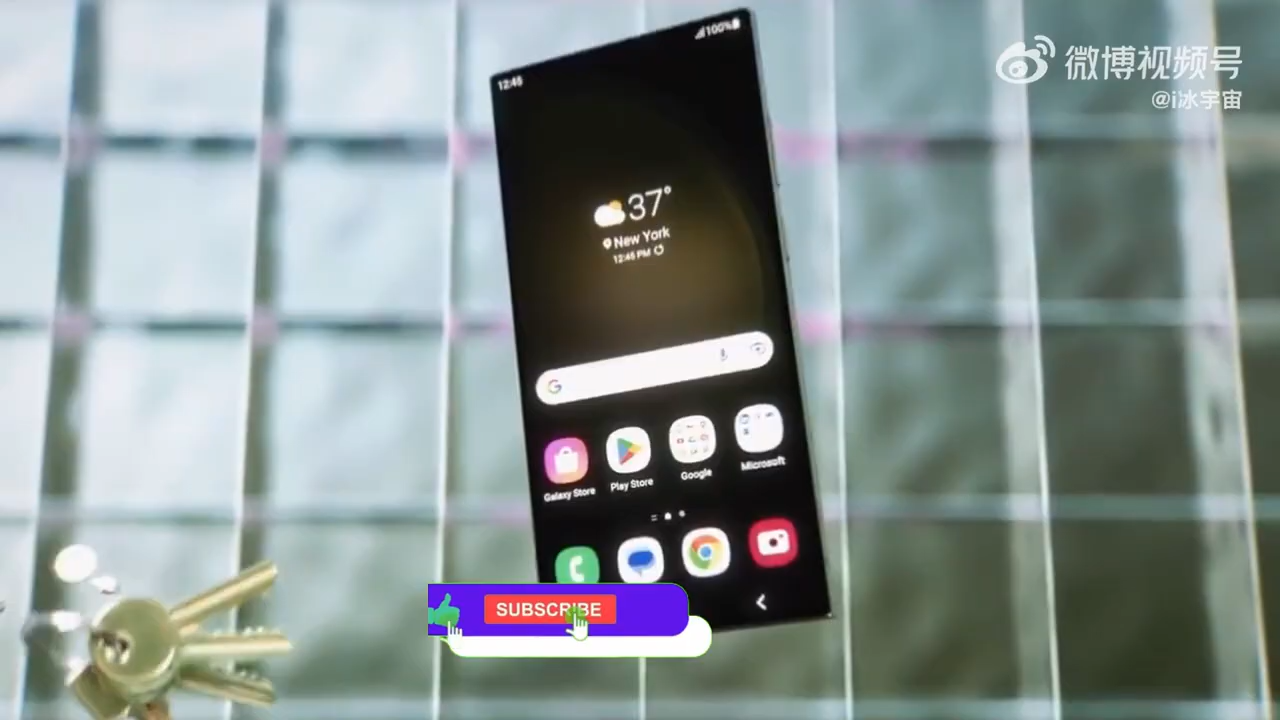 微博视频号
@i冰宇宙
12:45
100%
37°
New York
12:45 PM
Galaxy Store
Play Store
Google
Microsoft
SUBSCRIBE